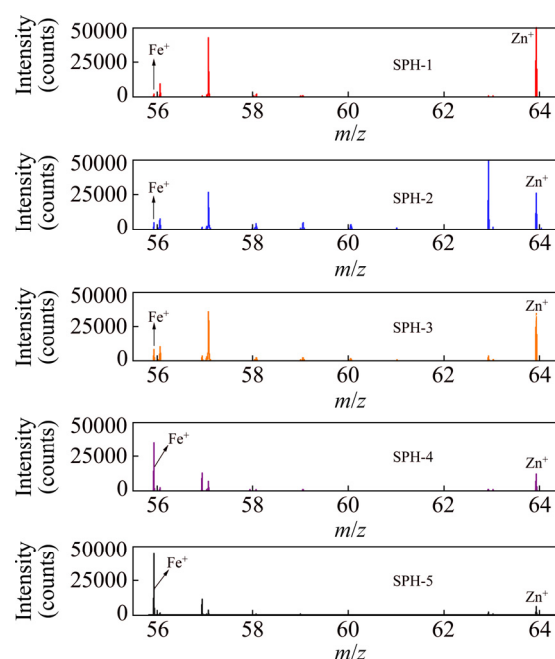 Intensity
(counts)
50000
25000
0
Fe⁺
SPH-1
Zn⁺
56 58 60 62 64
m/z
Intensity
(counts)
50000
25000
0
Fe⁺
SPH-2
Zn⁺
56 58 60 62 64
m/z
Intensity
(counts)
50000
25000
0
Fe⁺
SPH-3
Zn⁺
56 58 60 62 64
m/z
Intensity
(counts)
50000
25000
0
Fe⁺
SPH-4
Zn⁺
56 58 60 62 64
m/z
Intensity
(counts)
50000
25000
0
Fe⁺
SPH-5
Zn⁺
56 58 60 62 64
m/z